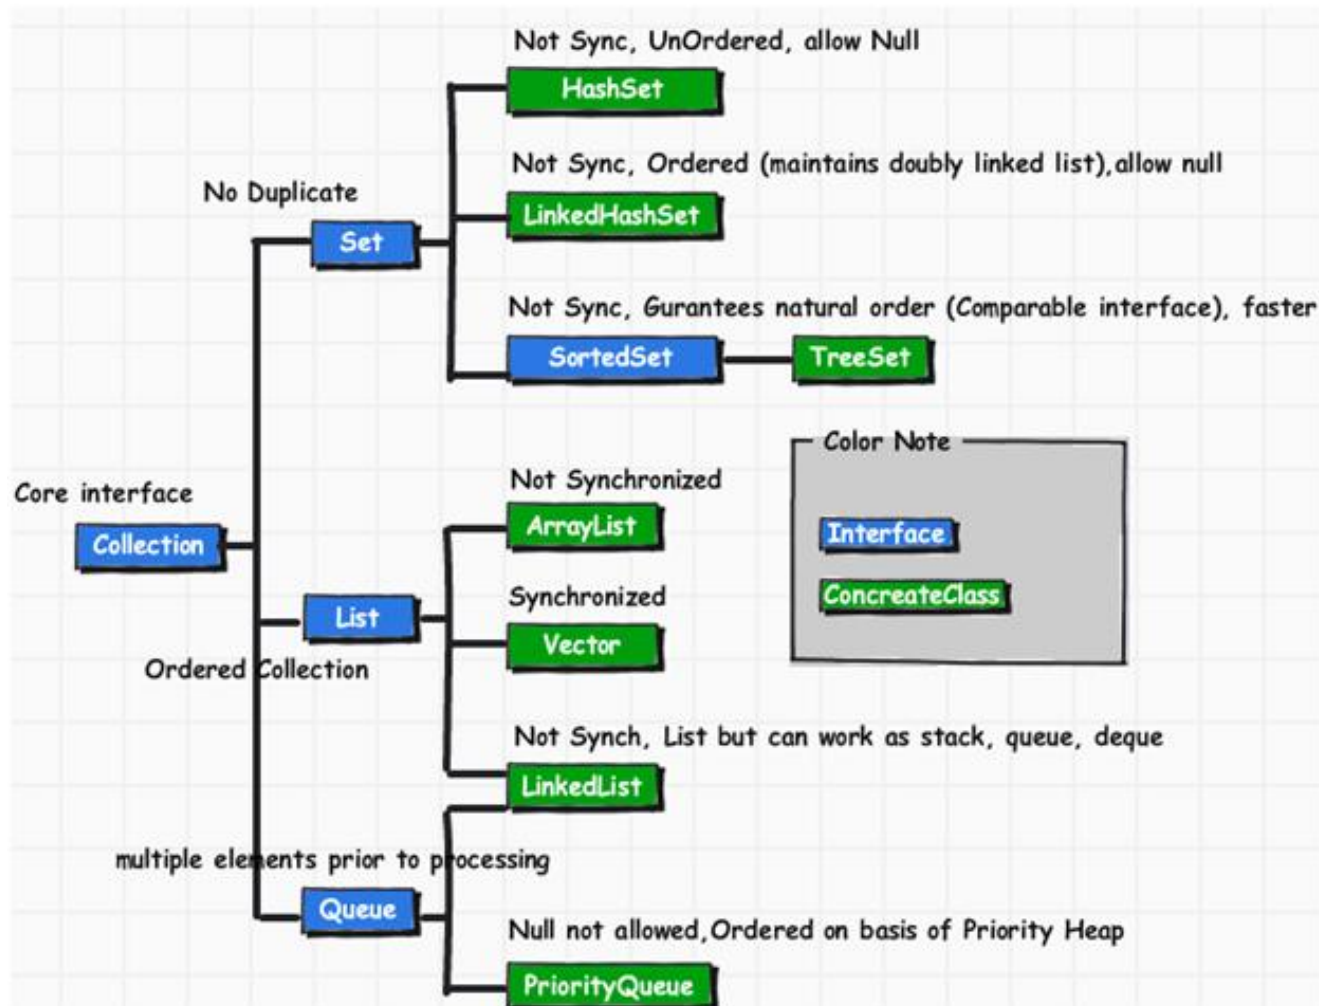 Not Sync, UnOrdered, allow Null
HashSet
Not Sync, Ordered (maintains doubly linked list),allow null
No Duplicate
LinkedHashSet
Set
Not Sync, Gurantees natural order (Comparable interface), faster
SortedSet
TreeSet
Color Note
Not Synchronized
Core interface
ArrayList
Interface
Collection
Synchronized
ConcreateClass
List
Vector
Ordered Collection
Not Synch, List but can work as stack, queue, deque
LinkedList
multiple elements prior to processing
Queue
Null not allowed,Ordered on basis of Priority Heap
PriorityQueue